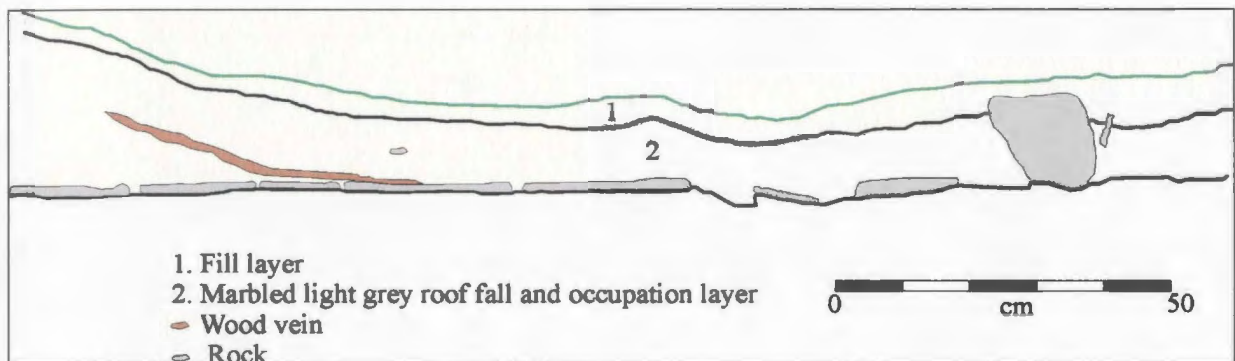 1
2
1. Fill layer
2. Marbled light grey roof fall and occupation layer
Wood vein
Rock
0 cm 50